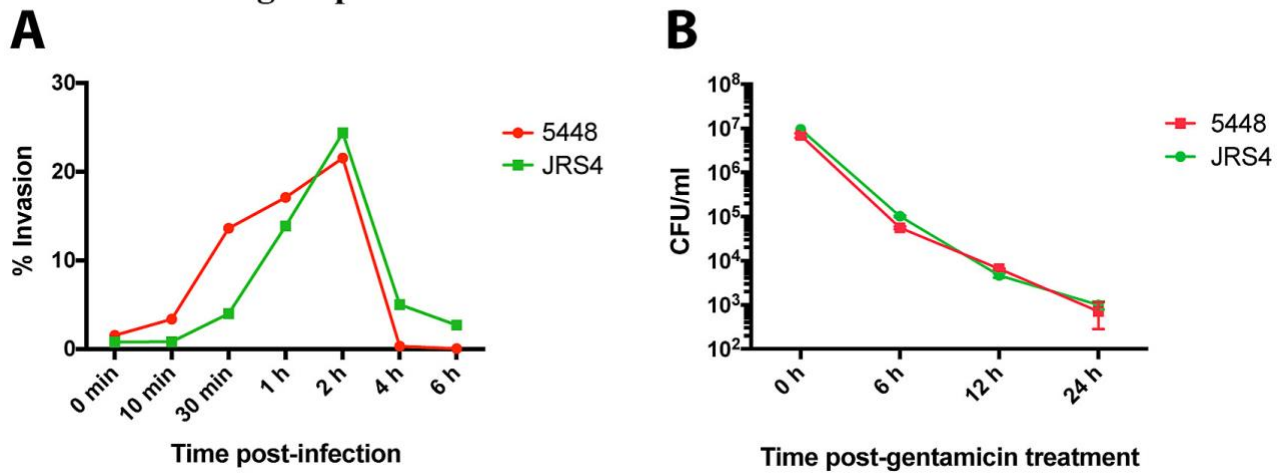 A
30
20
10
0
% Invasion
0 min
10 min
30 min
1 h
2 h
4 h
6 h
Time post-infection
5448
JRS4
B
10⁸
10⁷
10⁶
10⁵
10⁴
10³
10²
CFU/ml
0 h
6 h
12 h
24 h
Time post-gentamicin treatment
5448
JRS4